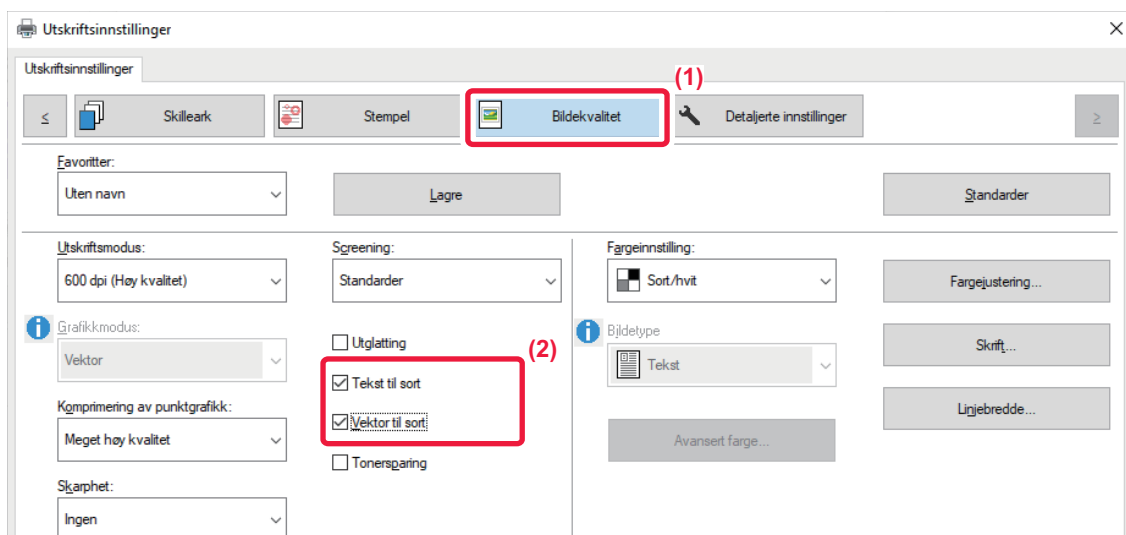 Utskriftsinnstillinger
Utskriftsinnstillinger
(1)
< Skilleark Stempel Bildekvalitet Detaljerte innstillinger >
Favoritter:
Uten navn Lagre Standarder
Utskriftsmodus: Screening: Fargeinnstilling:
600 dpi (Høy kvalitet) Standarder Sort/hvit Fargejustering...
Grafikkmodus: Bildetype
Utglatting (2) Skrift...
Vektor Tekst
Tekst til sort
Komprimering av punktgrafikk: Linjebredde...
Vektor til sort
Meget høy kvalitet Avansert farge...
Tonersparing
Skarphet:
Ingen